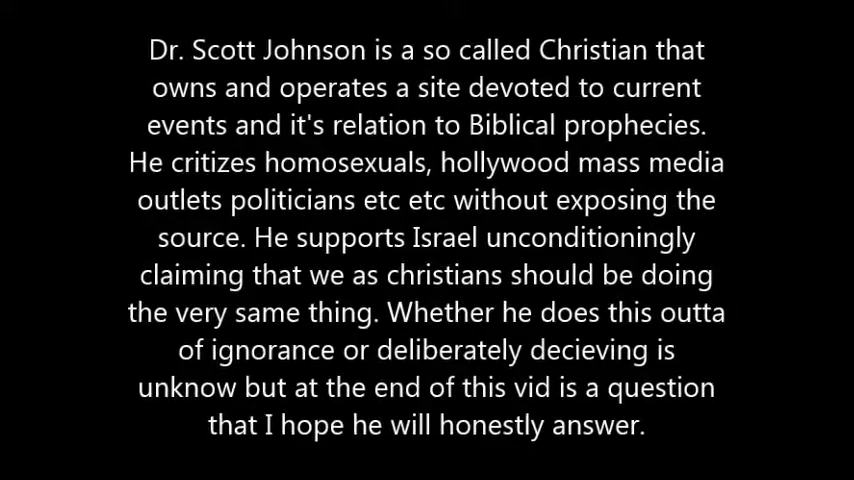 Dr. Scott Johnson is a so called Christian that
owns and operates a site devoted to current
events and it's relation to Biblical prophecies.
He critizes homosexuals, hollywood mass media
outlets politicians etc etc without exposing the
source. He supports Israel unconditioningly
claiming that we as christians should be doing
the very same thing. Whether he does this outta
of ignorance or deliberately decieving is
unknow but at the end of this vid is a question
that I hope he will honestly answer.